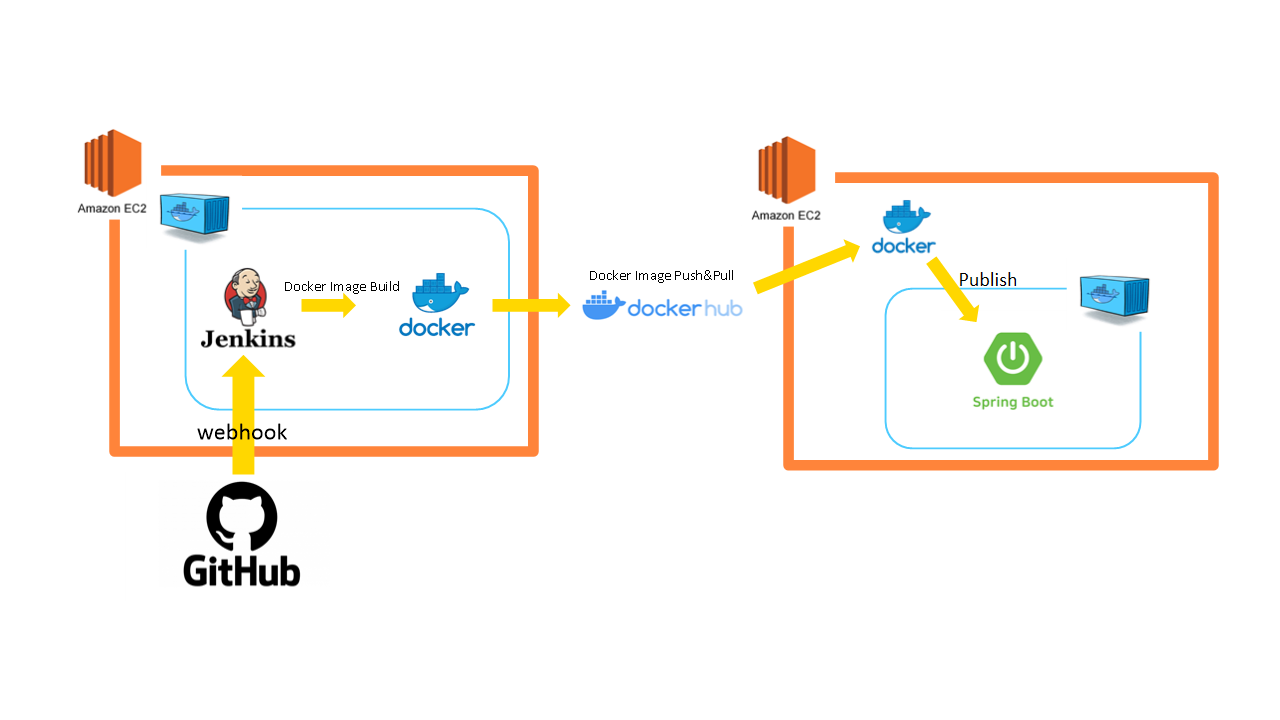 Amazon EC2
Jenkins
Docker Image Build
docker
webhook
GitHub
Docker Image Push&Pull
dockerhub
Amazon EC2
docker
Publish
Spring Boot